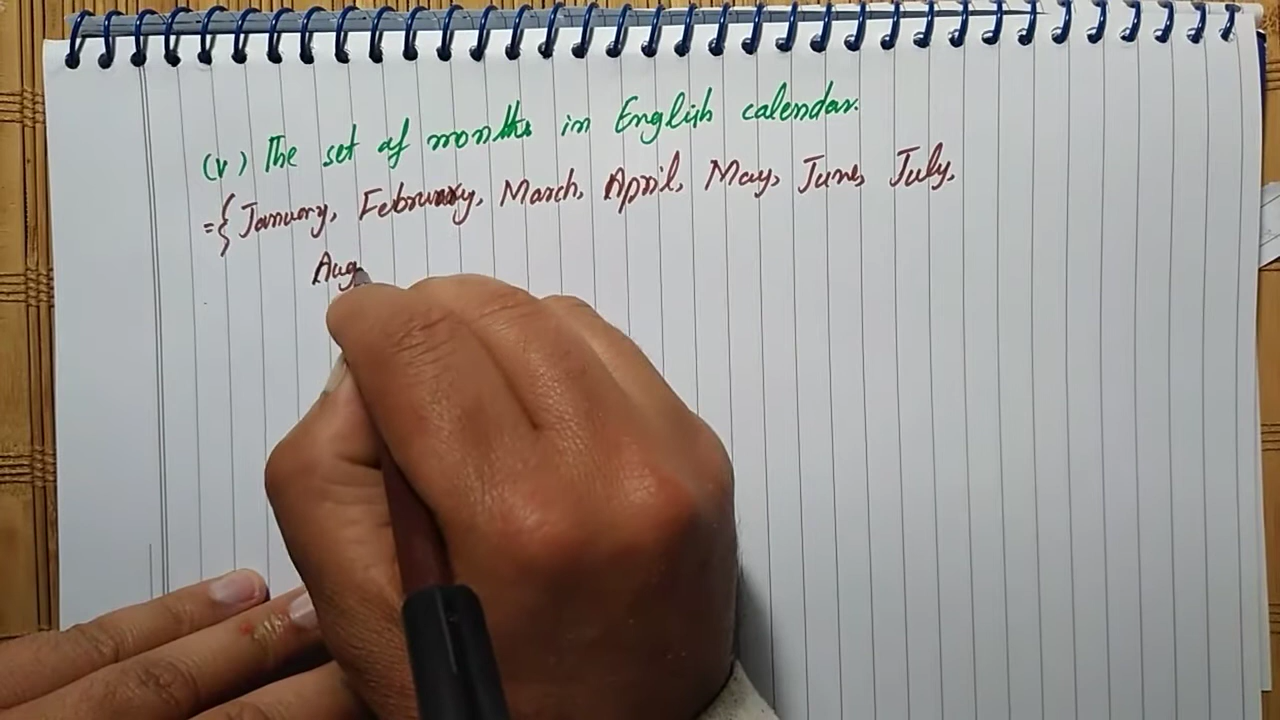 (v) The set of months in English calendar.
={January, February, March, April, May, June, July,
Aug